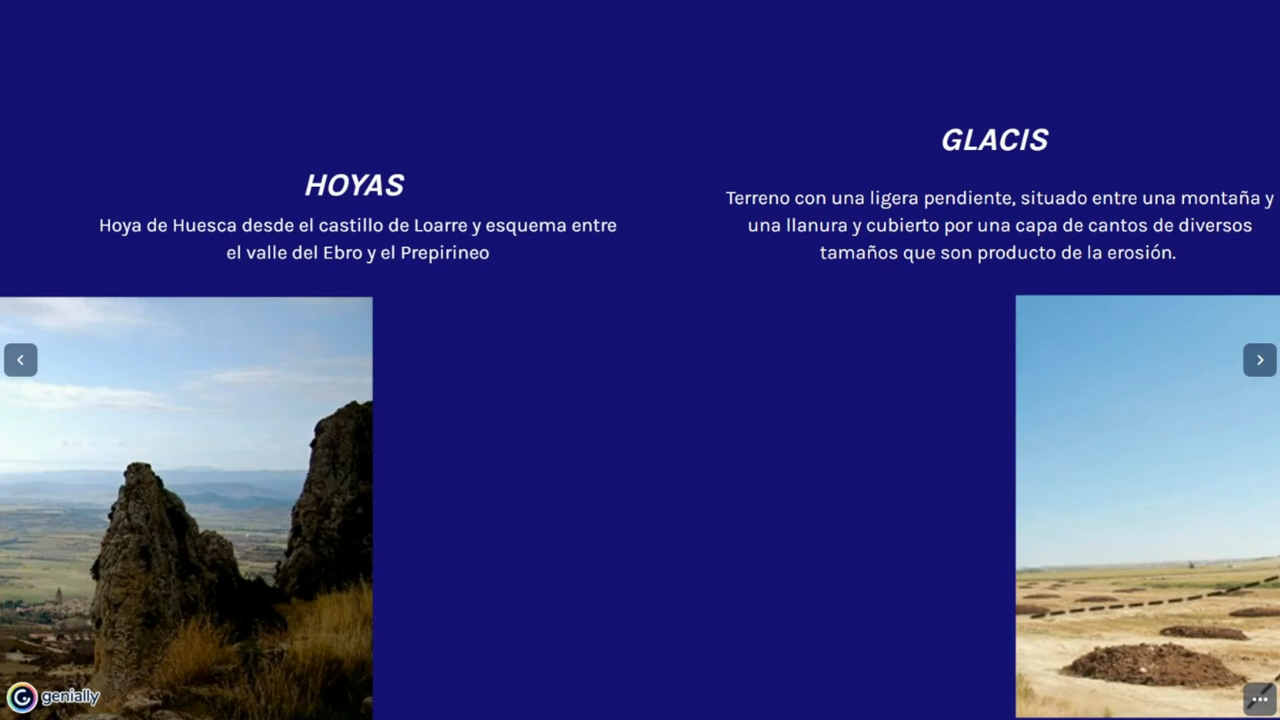 HOYAS
Hoya de Huesca desde el castillo de Loarre y esquema entre
el valle del Ebro y el Prepirineo
GLACIS
Terreno con una ligera pendiente, situado entre una montaña y
una llanura y cubierto por una capa de cantos de diversos
tamaños que son producto de la erosión.
genially